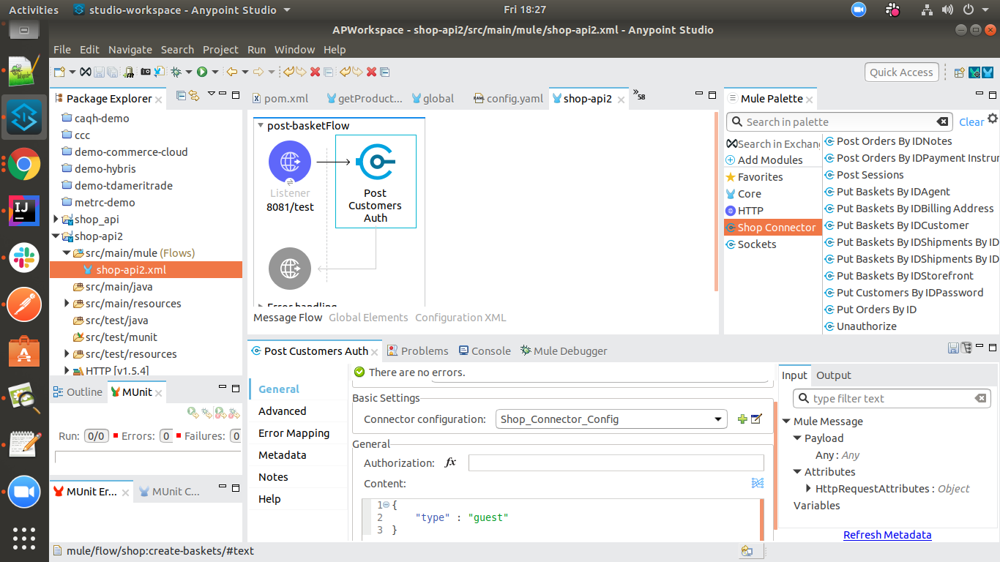 Activities studio-workspace - Anypoint Studio Fri 18:27
APWorkspace - shop-api2/src/main/mule/shop-api2.xml - Anypoint Studio
File Edit Navigate Search Project Run Window Help
Quick Access
Package Explorer
caqh-demo
ccc
demo-commerce-cloud
demo-hybris
demo-tdameritrade
metrc-demo
shop_api
shop-api2
src/main/mule (Flows)
shop-api2.xml
src/main/java
src/main/resources
src/test/java
src/test/munit
src/test/resources
HTTP [v1.5.4]
pom.xml getProduct... global config.yaml shop-api2 »58
post-basketFlow
Listener
8081/test
Post
Customers
Auth
Error handling
Message Flow Global Elements Configuration XML
Mule Palette
Search in palette Clear
Search in Exchan
Add Modules
Favorites
Core
HTTP
Shop Connector
Sockets
Post Orders By IDNotes
Post Orders By IDPayment Instrur
Post Sessions
Put Baskets By IDAgent
Put Baskets By IDBilling Address
Put Baskets By IDCustomer
Put Baskets By IDShipments By ID
Put Baskets By IDShipments By ID
Put Baskets By IDStorefront
Put Customers By IDPassword
Put Orders By ID
Unauthorize
Outline MUnit
Run: 0/0 Errors: 0 Failures: 0
MUnit Er... MUnit C...
Post Customers Auth Problems Console Mule Debugger
There are no errors.
General
Advanced
Error Mapping
Metadata
Notes
Help
Basic Settings
Connector configuration: Shop_Connector_Config
General
Authorization: fx
Content:
1 {
2 "type" : "guest"
3 }
Input Output
type filter text
Mule Message
Payload
Any : Any
Attributes
HttpRequestAttributes : Object
Variables
Refresh Metadata
mule/flow/shop:create-baskets/#text